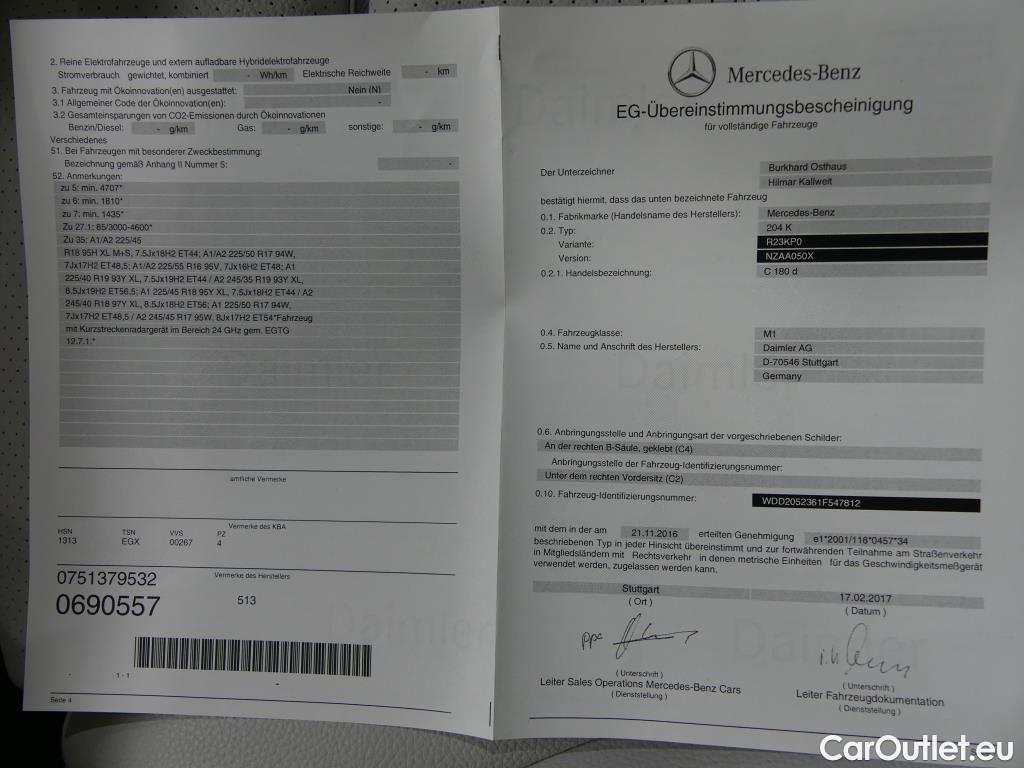 2. Reine Elektrofahrzeuge und extern aufladbare Hybridelektrofahrzeuge
Stromverbrauch gewichtet, kombiniert - Wh/km Elektrische Reichweite - km
3. Fahrzeug mit Ökoinnovation(en) ausgestattet: Nein (N)
3.1 Allgemeiner Code der Ökoinnovation(en): -
3.2 Gesamteinsparungen von CO2-Emissionen durch Ökoinnovationen
Benzin/Diesel: - g/km Gas: - g/km sonstige: - g/km
Verschiedenes
51. Bei Fahrzeugen mit besonderer Zweckbestimmung:
Bezeichnung gemäß Anhang II Nummer 5: -
52. Anmerkungen:
zu 5: min. 4707*
zu 6: min. 1810*
zu 7: min. 1435*
Zu 27.1: 85/3000-4600*
Zu 35: A1/A2 225/45
R18 95H XL M+S, 7.5Jx18H2 ET44; A1/A2 225/50 R17 94W,
7Jx17H2 ET48,5; A1/A2 225/55 R16 95V, 7Jx16H2 ET48; A1
225/40 R19 93Y XL, 7.5Jx19H2 ET44 / A2 245/35 R19 93Y XL,
8.5Jx19H2 ET56.5; A1 225/45 R18 95Y XL, 7.5Jx18H2 ET44 / A2
245/40 R18 97Y XL, 8.5Jx18H2 ET56; A1 225/50 R17 94W,
7Jx17H2 ET48,5 / A2 245/45 R17 95W, 8Jx17H2 ET54*Fahrzeug
mit Kurzstreckenradargerät im Bereich 24 GHz gem. EGTG
12.7.1.*
amtliche Vermerke
Vermerke des KBA
HSN TSN VVS PZ
1313 EGX 00267 4
0751379532 Vermerke des Herstellers
0690557 513
- 1 - 1 -
Seite 4
Mercedes-Benz
EG-Übereinstimmungsbescheinigung
für vollständige Fahrzeuge
Der Unterzeichner Burkhard Osthaus
Hilmar Kallweit
bestätigt hiermit, dass das unten bezeichnete Fahrzeug
0.1. Fabrikmarke (Handelsname des Herstellers): Mercedes-Benz
0.2. Typ: 204 K
Variante: R23KP0
Version: NZAA050X
0.2.1. Handelsbezeichnung: C 180 d
0.4. Fahrzeugklasse: M1
0.5. Name und Anschrift des Herstellers: Daimler AG
D-70546 Stuttgart
Germany
0.6. Anbringungsstelle und Anbringungsart der vorgeschriebenen Schilder:
An der rechten B-Säule, geklebt (C4)
Anbringungsstelle der Fahrzeug-Identifizierungsnummer:
Unter dem rechten Vordersitz (C2)
0.10. Fahrzeug-Identifizierungsnummer: WDD2052361F547812
mit dem in der am 21.11.2016 erteilten Genehmigung e1*2001/116*0457*34
beschriebenen Typ in jeder Hinsicht übereinstimmt und zur fortwährenden Teilnahme am Straßenverkehr
in Mitgliedsländern mit Rechtsverkehr in denen metrische Einheiten für das Geschwindigkeitsmeßgerät
verwendet werden, zugelassen werden kann.
Stuttgart 17.02.2017
( Ort ) ( Datum )
ppa
i.V.
( Unterschrift ) ( Unterschrift )
Leiter Sales Operations Mercedes-Benz Cars Leiter Fahrzeugdokumentation
( Dienststellung ) ( Dienststellung )
Daimler
Daimler
Daimler
Daimler
Daimler
CarOutlet.eu